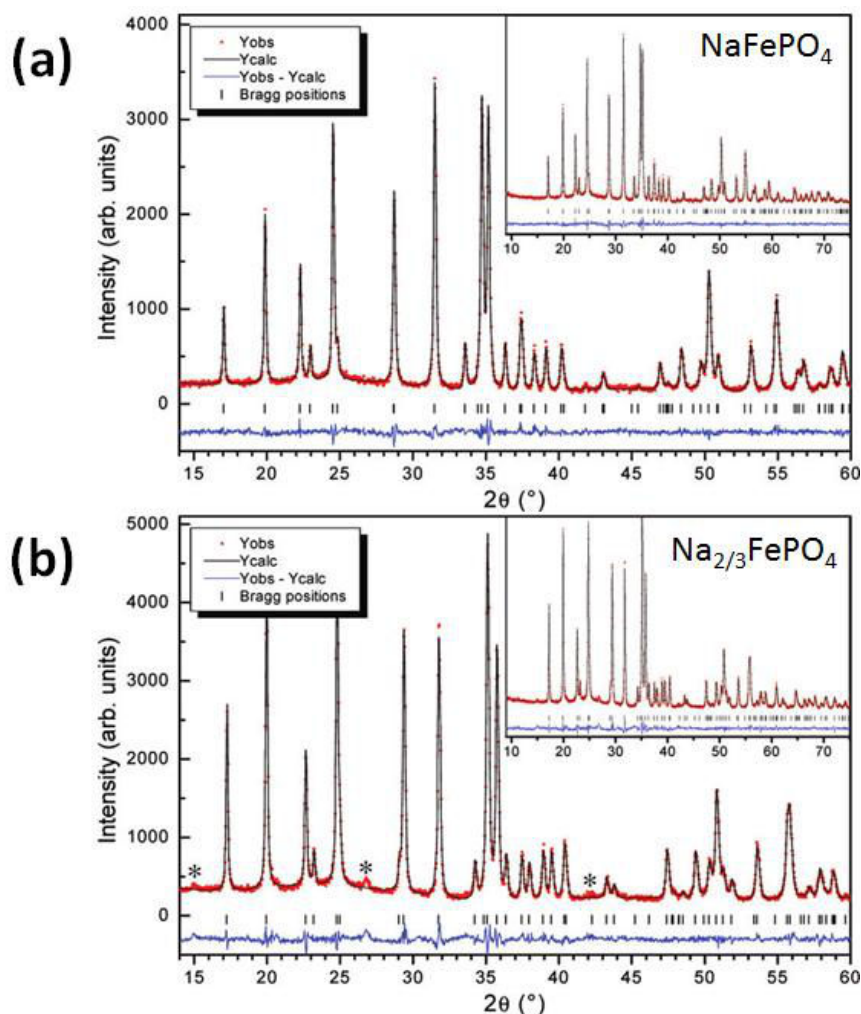 (a)
NaFePO₄
Yobs
Ycalc
Yobs - Ycalc
Bragg positions
Intensity (arb. units)
4000
3000
2000
1000
0
10 20 30 40 50 60 70
15 20 25 30 35 40 45 50 55 60
2θ (°)
(b)
Na₂/₃FePO₄
Yobs
Ycalc
Yobs - Ycalc
Bragg positions
Intensity (arb. units)
5000
4000
3000
2000
1000
0
* * *
10 20 30 40 50 60 70
15 20 25 30 35 40 45 50 55 60
2θ (°)